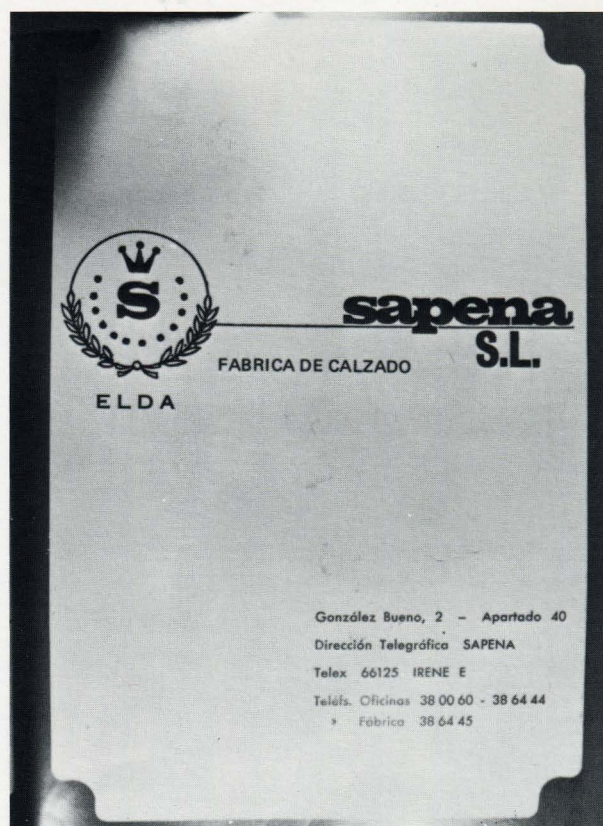 S
sapena
S.L.
FABRICA DE CALZADO
ELDA
González Bueno, 2 – Apartado 40
Dirección Telegráfica SAPENA
Telex 66125 IRENE E
Teléfs. Oficinas 38 00 60 - 38 64 44
» Fábrica 38 64 45